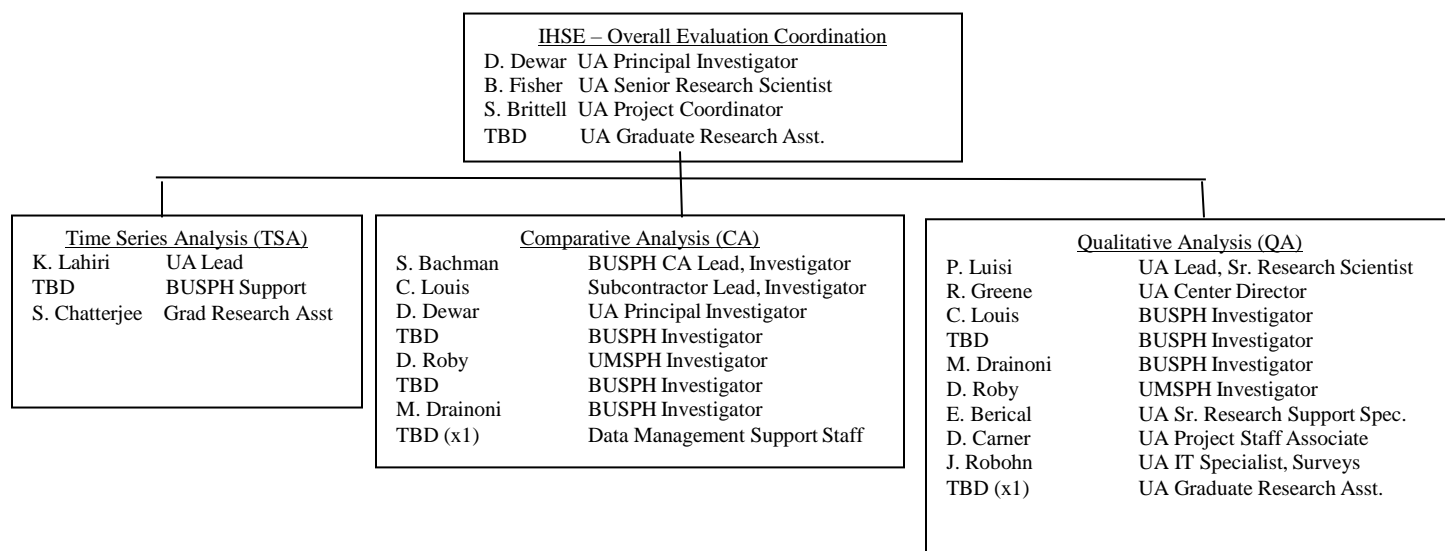 IHSE – Overall Evaluation Coordination
D. Dewar UA Principal Investigator
B. Fisher UA Senior Research Scientist
S. Brittell UA Project Coordinator
TBD UA Graduate Research Asst.
Time Series Analysis (TSA)
K. Lahiri UA Lead
TBD BUSPH Support
S. Chatterjee Grad Research Asst
Comparative Analysis (CA)
S. Bachman BUSPH CA Lead, Investigator
C. Louis Subcontractor Lead, Investigator
D. Dewar UA Principal Investigator
TBD BUSPH Investigator
D. Roby UMSPH Investigator
TBD BUSPH Investigator
M. Drainoni BUSPH Investigator
TBD (x1) Data Management Support Staff
Qualitative Analysis (QA)
P. Luisi UA Lead, Sr. Research Scientist
R. Greene UA Center Director
C. Louis BUSPH Investigator
TBD BUSPH Investigator
M. Drainoni BUSPH Investigator
D. Roby UMSPH Investigator
E. Berical UA Sr. Research Support Spec.
D. Carner UA Project Staff Associate
J. Robohn UA IT Specialist, Surveys
TBD (x1) UA Graduate Research Asst.